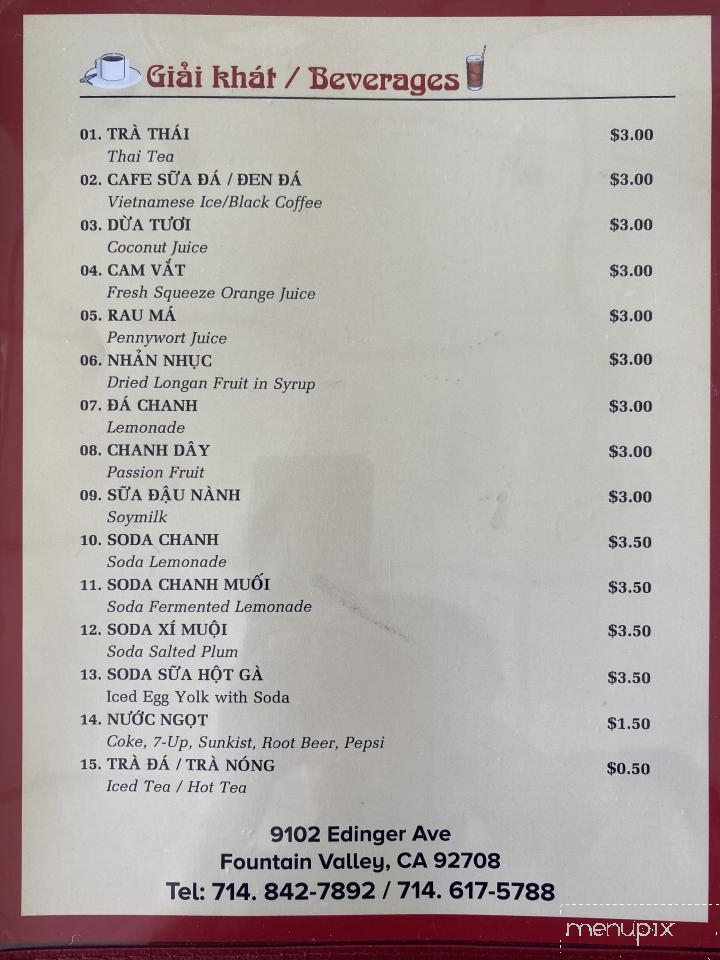 Giải khát / Beverages
01. TRÀ THÁI $3.00
Thai Tea
02. CAFE SỮA ĐÁ / ĐEN ĐÁ $3.00
Vietnamese Ice/Black Coffee
03. DỪA TƯƠI $3.00
Coconut Juice
04. CAM VẮT $3.00
Fresh Squeeze Orange Juice
05. RAU MÁ $3.00
Pennywort Juice
06. NHẢN NHỤC $3.00
Dried Longan Fruit in Syrup
07. ĐÁ CHANH $3.00
Lemonade
08. CHANH DÂY $3.00
Passion Fruit
09. SỮA ĐẬU NÀNH $3.00
Soymilk
10. SODA CHANH $3.50
Soda Lemonade
11. SODA CHANH MUỐI $3.50
Soda Fermented Lemonade
12. SODA XÍ MUỘI $3.50
Soda Salted Plum
13. SODA SỮA HỘT GÀ $3.50
Iced Egg Yolk with Soda
14. NƯỚC NGỌT $1.50
Coke, 7-Up, Sunkist, Root Beer, Pepsi
15. TRÀ ĐÁ / TRÀ NÓNG $0.50
Iced Tea / Hot Tea
9102 Edinger Ave
Fountain Valley, CA 92708
Tel: 714. 842-7892 / 714. 617-5788
menupix